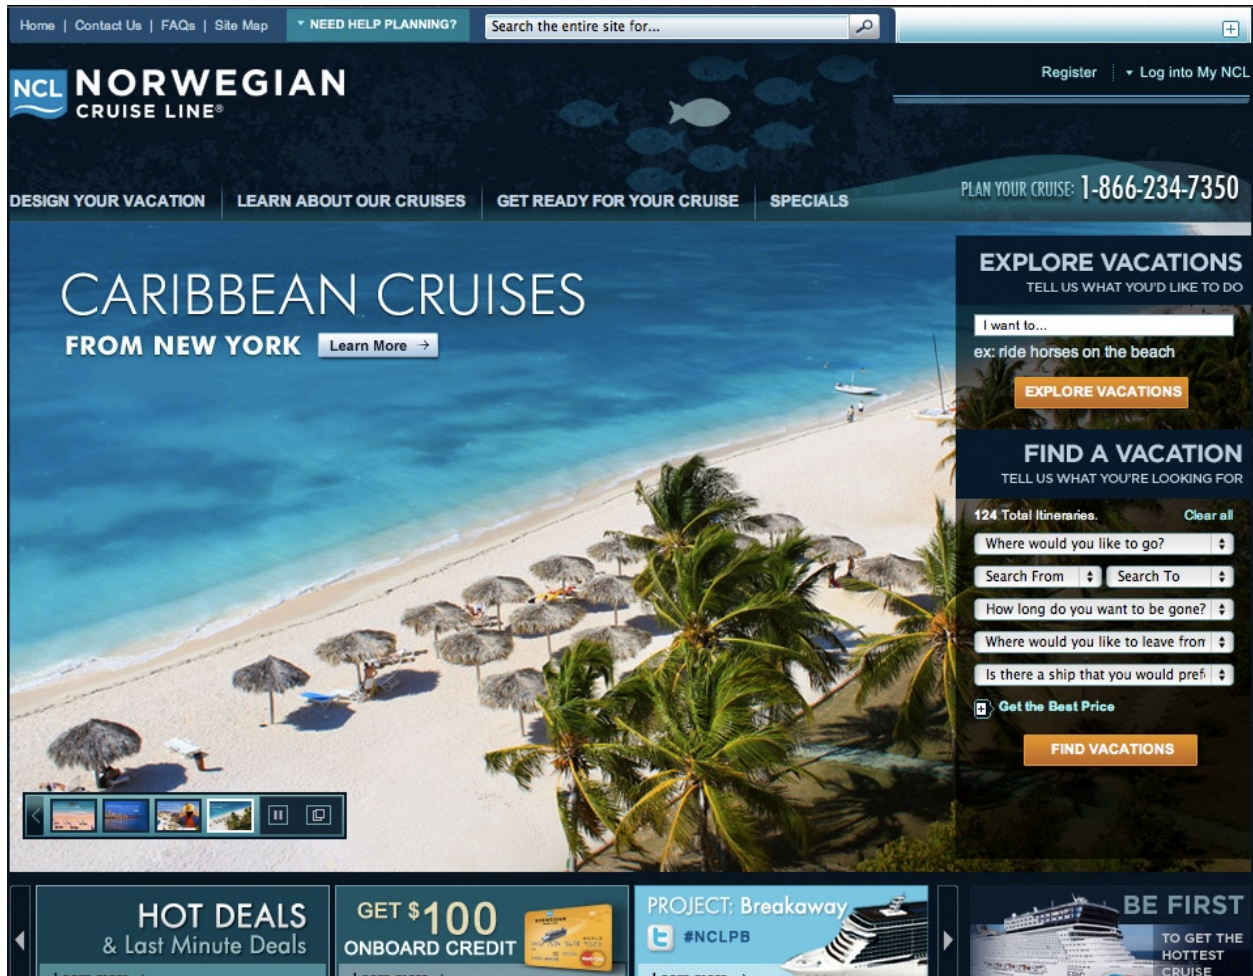 Home | Contact Us | FAQs | Site Map
NEED HELP PLANNING?
Search the entire site for...
NCL NORWEGIAN
CRUISE LINE®
Register
Log into My NCL
DESIGN YOUR VACATION
LEARN ABOUT OUR CRUISES
GET READY FOR YOUR CRUISE
SPECIALS
PLAN YOUR CRUISE: 1-866-234-7350
CARIBBEAN CRUISES
FROM NEW YORK
Learn More →
EXPLORE VACATIONS
TELL US WHAT YOU'D LIKE TO DO
I want to...
ex: ride horses on the beach
EXPLORE VACATIONS
FIND A VACATION
TELL US WHAT YOU'RE LOOKING FOR
124 Total Itineraries.
Clear all
Where would you like to go?
Search From
Search To
How long do you want to be gone?
Where would you like to leave from
Is there a ship that you would pref
Get the Best Price
FIND VACATIONS
HOT DEALS
& Last Minute Deals
GET $100
ONBOARD CREDIT
PROJECT: Breakaway
#NCLPB
BE FIRST
TO GET THE
HOTTEST
CRUISE